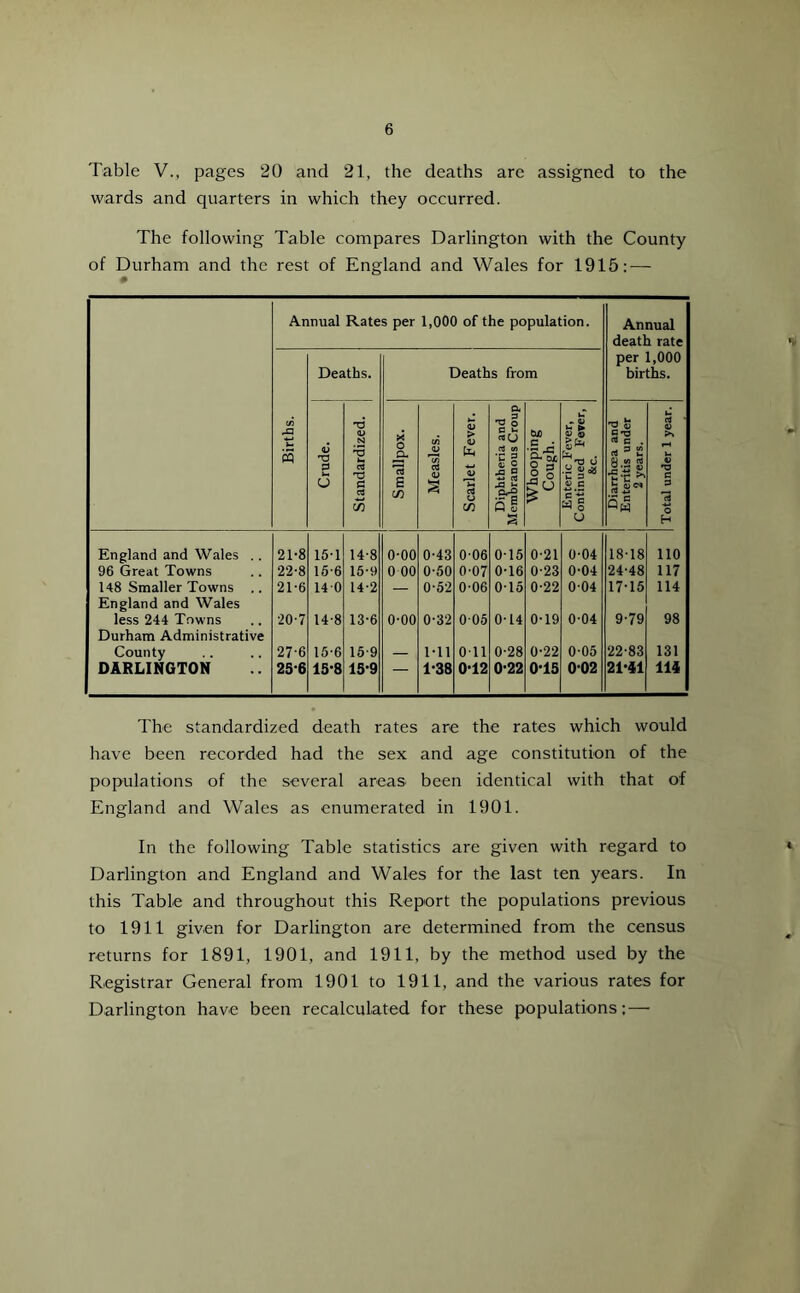 6
Table V., pages 20 and 21, the deaths are assigned to the
wards and quarters in which they occurred.
The following Table compares Darlington with the County
of Durham and the rest of England and Wales for 1915:—
Annual Rates per 1,000 of the population.
Annual death rate per 1,000 births.
Births.
Deaths.
Deaths from
Crude.
Standardized.
Smallpox.
Measles.
Scarlet Fever.
Diphtheria and Membranous Croup
Whooping Cough.
Enteric Fever, Continued Fever, &c.
Diarrhœa and Enteritis under 2 years.
Total under 1 year.
England and Wales .. 21·8 15·1 14·8 0·00 0·43 0·06 0·15 0·21 0·04 18·18 110
96 Great Towns 22·8 15·6 15·9 0 00 0·50 0·07 0·16 0·23 0·04 24·48 117
148 Smaller Towns .. 21·6 14 0 14·2 — 0·52 0·06 0·15 0·22 0·04 17·15 114
England and Wales
less 244 Towns .. 20·7 14·8 13·6 0·00 0·32 0 05 0·14 0·19 0·04 9·79 98
Durham Administrative
County .. .. 27·6 15·6 15·9 — 1·11 0·11 0·28 0·22 0·05 22·83 131
DARLINGTON .. 25·6 15·8 15·9 — 1·38 0·12 0·22 0·15 0·02 21·41 114
The standardized death rates are the rates which would
have been recorded had the sex and age constitution of the
populations of the several areas been identical with that of
England and Wales as enumerated in 1901.
In the following Table statistics are given with regard to
Darlington and England and Wales for the last ten years. In
this Table and throughout this Report the populations previous
to 1911 given for Darlington are determined from the census
returns for 1891, 1901, and 1911, by the method used by the
Registrar General from 1901 to 1911, and the various rates for
Darlington have been recalculated for these populations:—